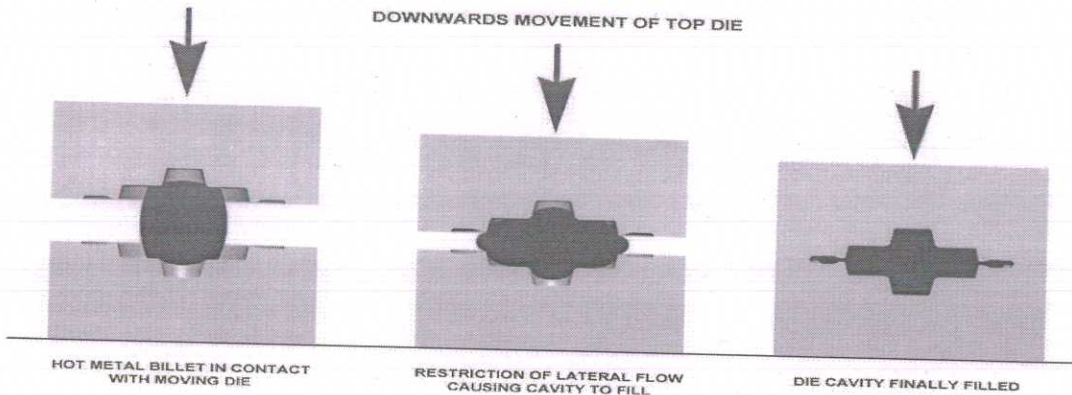 DOWNWARDS MOVEMENT OF TOP DIE
HOT METAL BILLET IN CONTACT
WITH MOVING DIE
RESTRICTION OF LATERAL FLOW
CAUSING CAVITY TO FILL
DIE CAVITY FINALLY FILLED